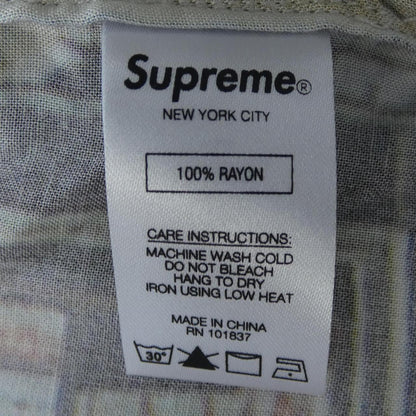 Supreme®
NEW YORK CITY
100% RAYON
CARE INSTRUCTIONS:
MACHINE WASH COLD
DO NOT BLEACH
HANG TO DRY
IRON USING LOW HEAT
MADE IN CHINA
RN 101837
30°